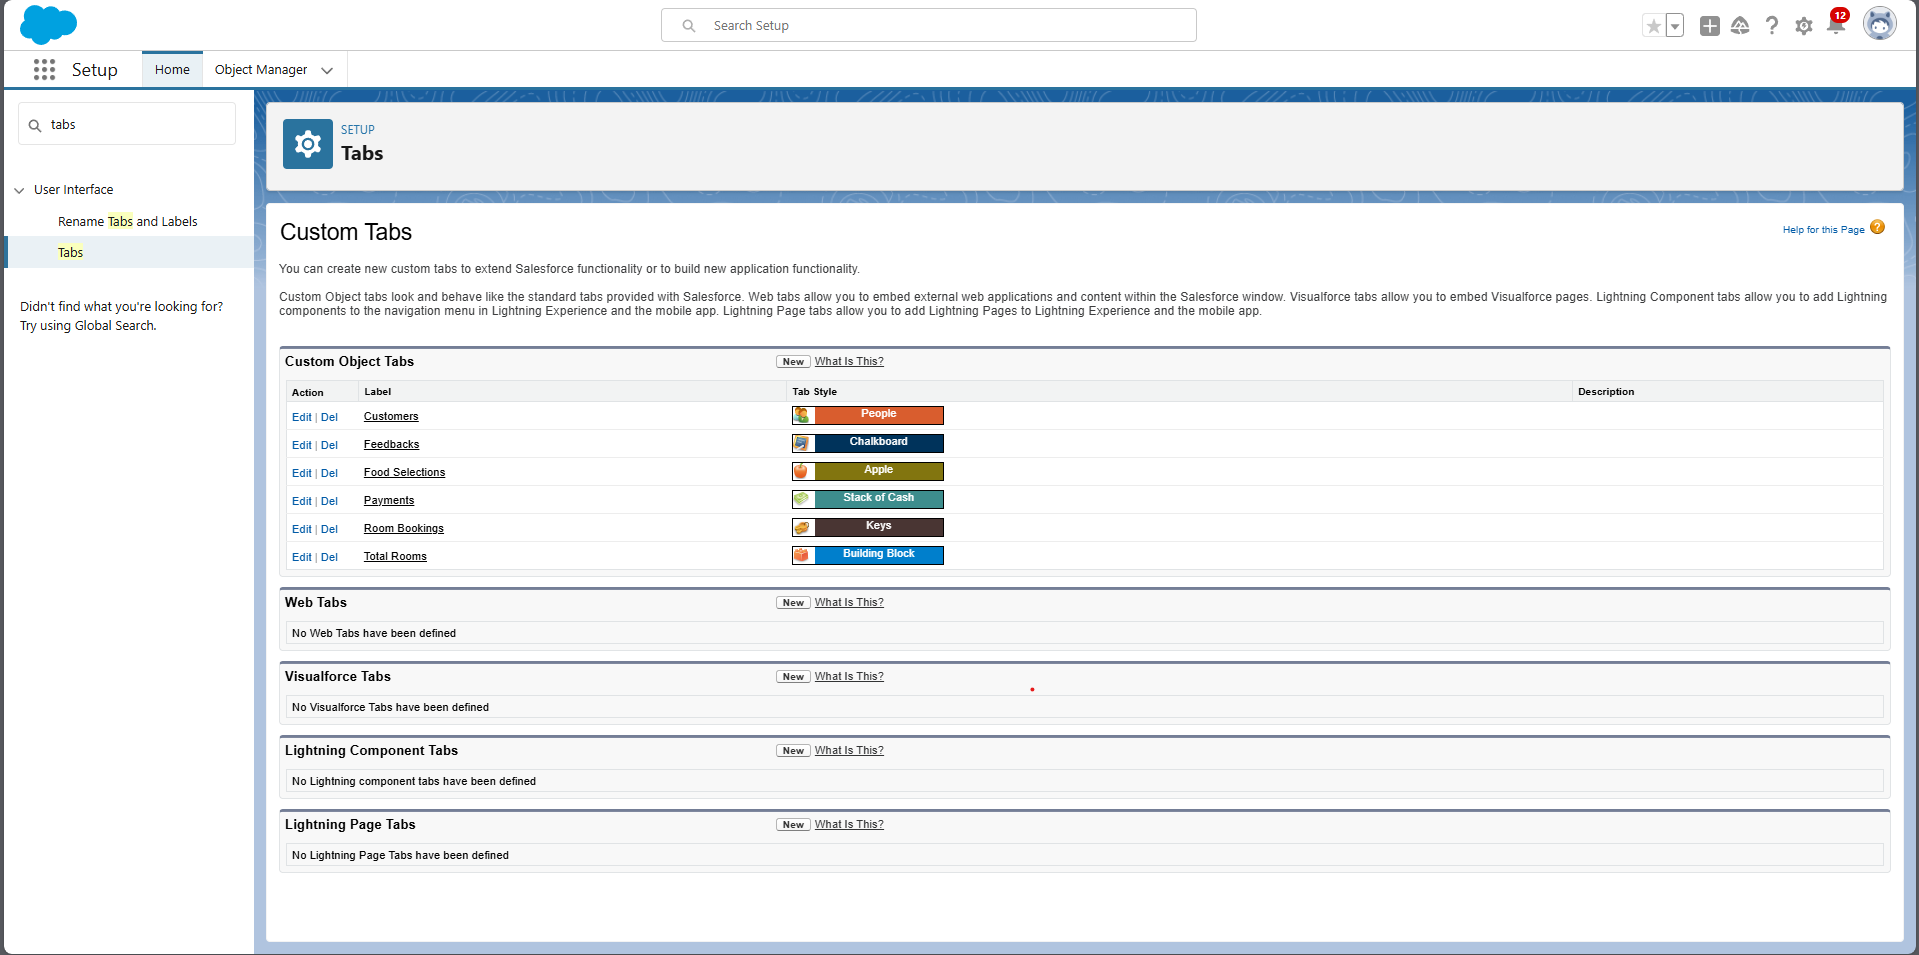 Search Setup
12
Setup
Home
Object Manager
tabs
User Interface
Rename Tabs and Labels
Tabs
Didn't find what you're looking for?
Try using Global Search.
SETUP
Tabs
Custom Tabs
Help for this Page
You can create new custom tabs to extend Salesforce functionality or to build new application functionality.
Custom Object tabs look and behave like the standard tabs provided with Salesforce. Web tabs allow you to embed external web applications and content within the Salesforce window. Visualforce tabs allow you to embed Visualforce pages. Lightning Component tabs allow you to add Lightning
components to the navigation menu in Lightning Experience and the mobile app. Lightning Page tabs allow you to add Lightning Pages to Lightning Experience and the mobile app.
Custom Object Tabs New What Is This?
Action Label Tab Style Description
Edit | Del Customers People
Edit | Del Feedbacks Chalkboard
Edit | Del Food Selections Apple
Edit | Del Payments Stack of Cash
Edit | Del Room Bookings Keys
Edit | Del Total Rooms Building Block
Web Tabs New What Is This?
No Web Tabs have been defined
Visualforce Tabs New What Is This?
No Visualforce Tabs have been defined
Lightning Component Tabs New What Is This?
No Lightning component tabs have been defined
Lightning Page Tabs New What Is This?
No Lightning Page Tabs have been defined